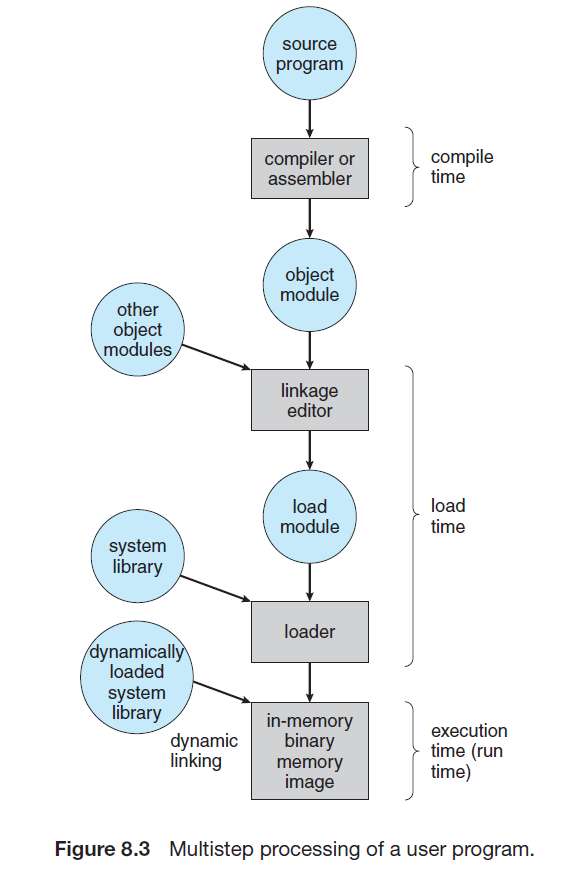 source
program
compiler or
assembler
compile
time
object
module
other
object
modules
linkage
editor
load
module
load
time
system
library
loader
dynamically
loaded
system
library
dynamic
linking
in-memory
binary
memory
image
execution
time (run
time)
Figure 8.3 Multistep processing of a user program.